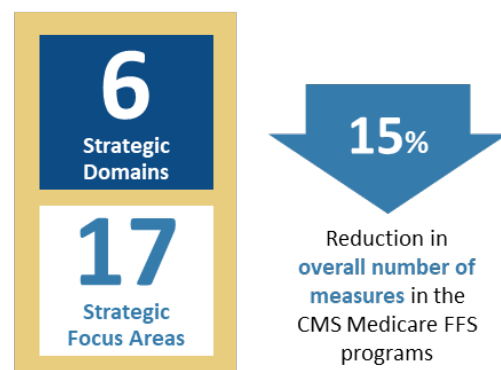 6
Strategic
Domains
17
Strategic
Focus Areas
15%
Reduction in
overall number of
measures in the
CMS Medicare FFS
programs